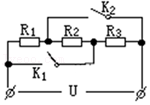 K₂
R₁ R₂ R₃
K₁
U